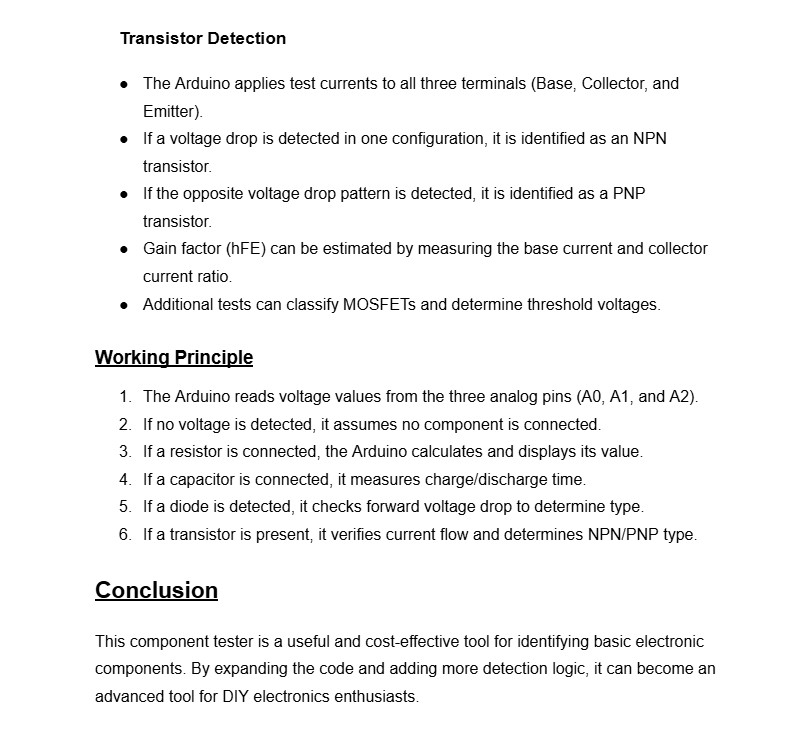 Transistor Detection
● The Arduino applies test currents to all three terminals (Base, Collector, and
Emitter).
● If a voltage drop is detected in one configuration, it is identified as an NPN
transistor.
● If the opposite voltage drop pattern is detected, it is identified as a PNP
transistor.
● Gain factor (hFE) can be estimated by measuring the base current and collector
current ratio.
● Additional tests can classify MOSFETs and determine threshold voltages.
Working Principle
1. The Arduino reads voltage values from the three analog pins (A0, A1, and A2).
2. If no voltage is detected, it assumes no component is connected.
3. If a resistor is connected, the Arduino calculates and displays its value.
4. If a capacitor is connected, it measures charge/discharge time.
5. If a diode is detected, it checks forward voltage drop to determine type.
6. If a transistor is present, it verifies current flow and determines NPN/PNP type.
Conclusion
This component tester is a useful and cost-effective tool for identifying basic electronic
components. By expanding the code and adding more detection logic, it can become an
advanced tool for DIY electronics enthusiasts.